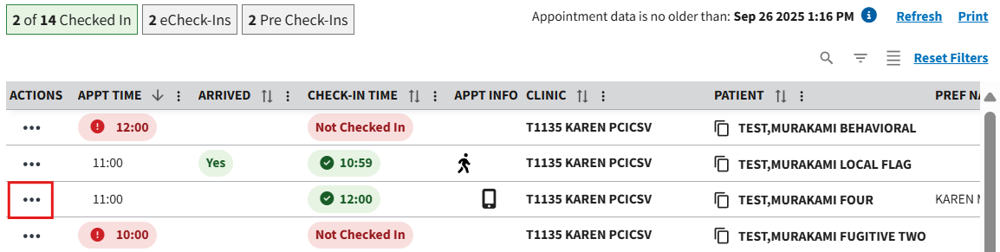 2 of 14 Checked In 2 eCheck-Ins 2 Pre Check-Ins Appointment data is no older than: Sep 26 2025 1:16 PM Refresh Print
Reset Filters
ACTIONS APPT TIME ARRIVED CHECK-IN TIME APPT INFO CLINIC PATIENT PREF
12:00 Not Checked In T1135 KAREN PCICSV TEST,MURAKAMI BEHAVIORAL
11:00 Yes 10:59 T1135 KAREN PCICSV TEST,MURAKAMI LOCAL FLAG
11:00 12:00 T1135 KAREN PCICSV TEST,MURAKAMI FOUR KAREN
10:00 Not Checked In T1135 KAREN PCICSV TEST,MURAKAMI FUGITIVE TWO